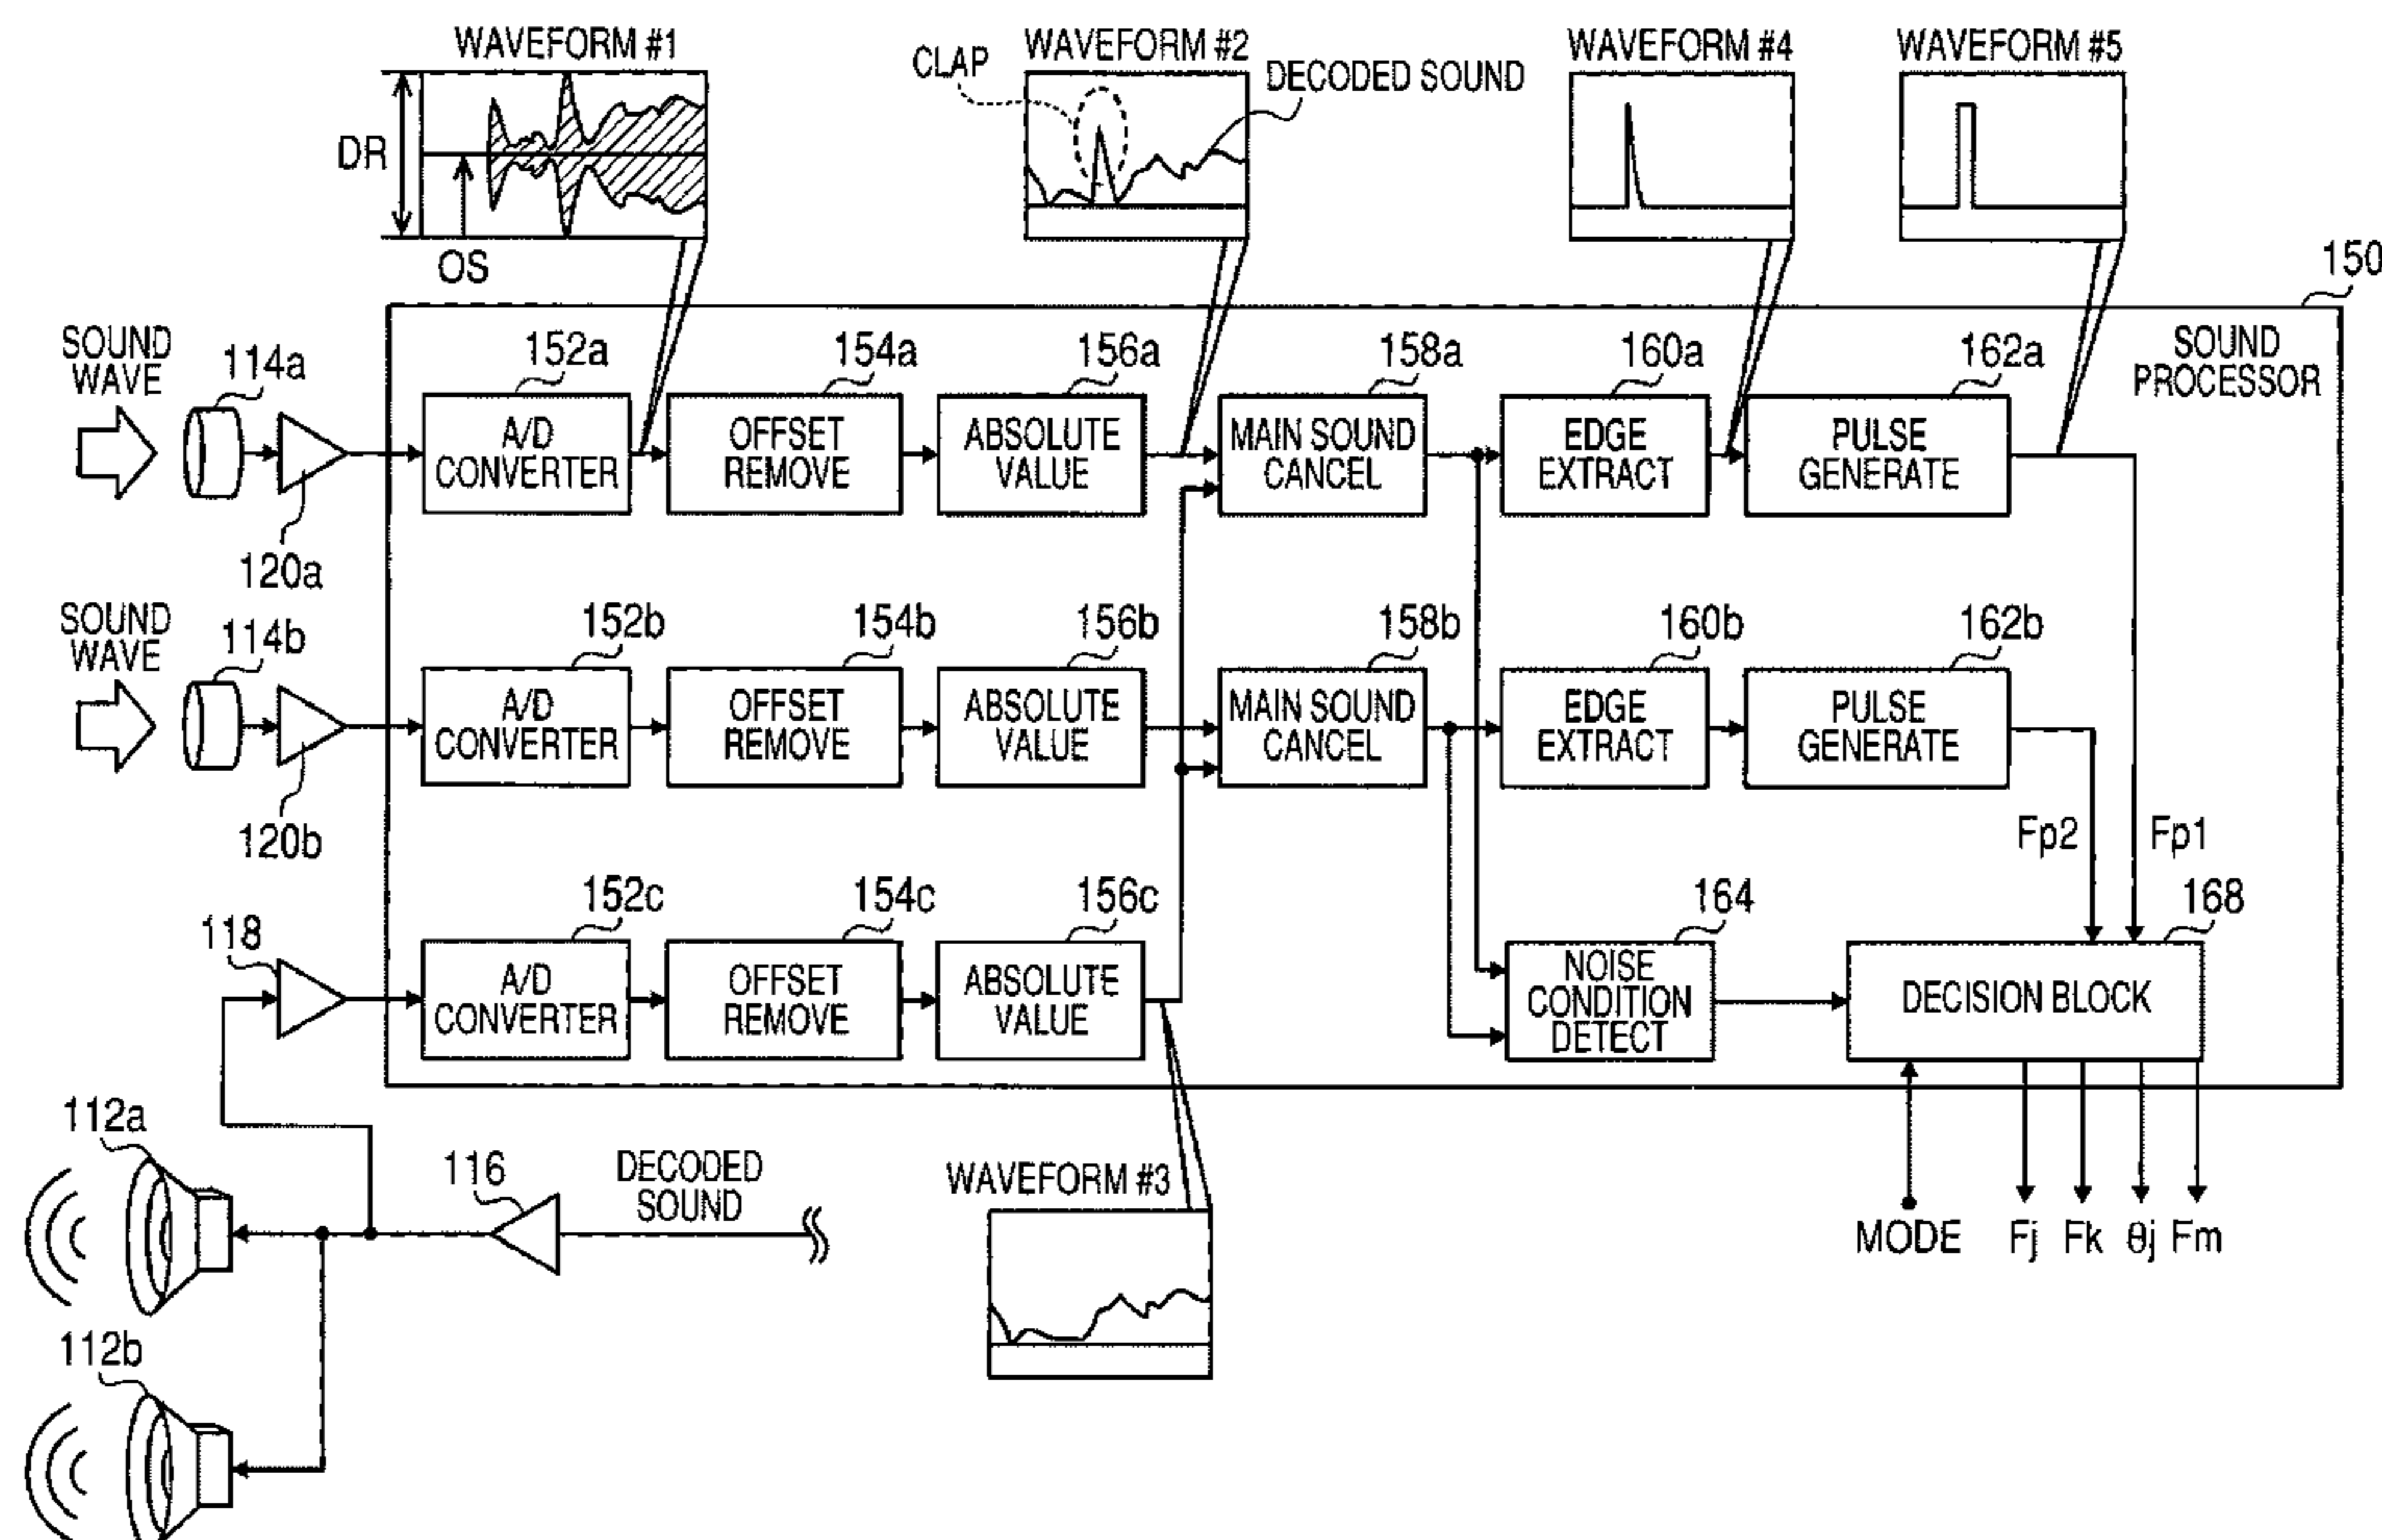 WAVEFORM #1
WAVEFORM #2
WAVEFORM #4
WAVEFORM #5
CLAP
DECODED SOUND
DR
OS
150
SOUND
WAVE
114a
120a
152a
154a
156a
158a
160a
162a
SOUND
PROCESSOR
A/D
CONVERTER
OFFSET
REMOVE
ABSOLUTE
VALUE
MAIN SOUND
CANCEL
EDGE
EXTRACT
PULSE
GENERATE
SOUND
WAVE
114b
120b
152b
154b
156b
158b
160b
162b
A/D
CONVERTER
OFFSET
REMOVE
ABSOLUTE
VALUE
MAIN SOUND
CANCEL
EDGE
EXTRACT
PULSE
GENERATE
Fp2
Fp1
118
152c
154c
156c
164
168
A/D
CONVERTER
OFFSET
REMOVE
ABSOLUTE
VALUE
NOISE
CONDITION
DETECT
DECISION BLOCK
112a
116
DECODED
SOUND
WAVEFORM #3
MODE
Fj
Fk
θj
Fm
112b